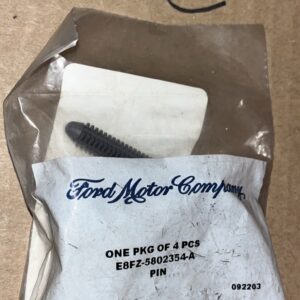 Ford Motor Company
ONE PKG OF 4 PCS
E8FZ-5802354-A
PIN
092203